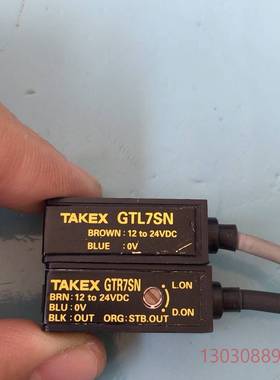 TAKEX GTL7SN
BROWN : 12 to 24VDC
BLUE : 0V
TAKEX GTR7SN
L.ON
BRN : 12 to 24VDC
BLU : 0V
D.ON
BLK : OUT ORG : STB.OUT
13030889